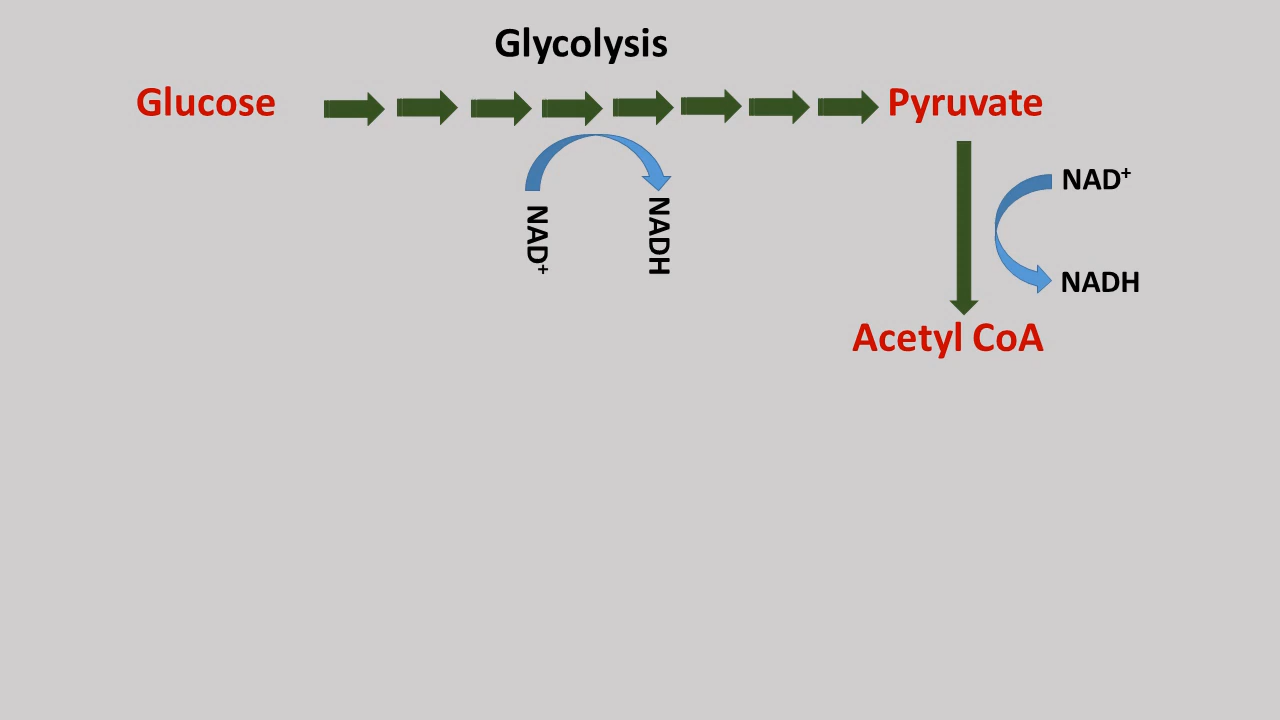 Glycolysis
Glucose
Pyruvate
NAD⁺
NADH
NAD⁺
NADH
Acetyl CoA